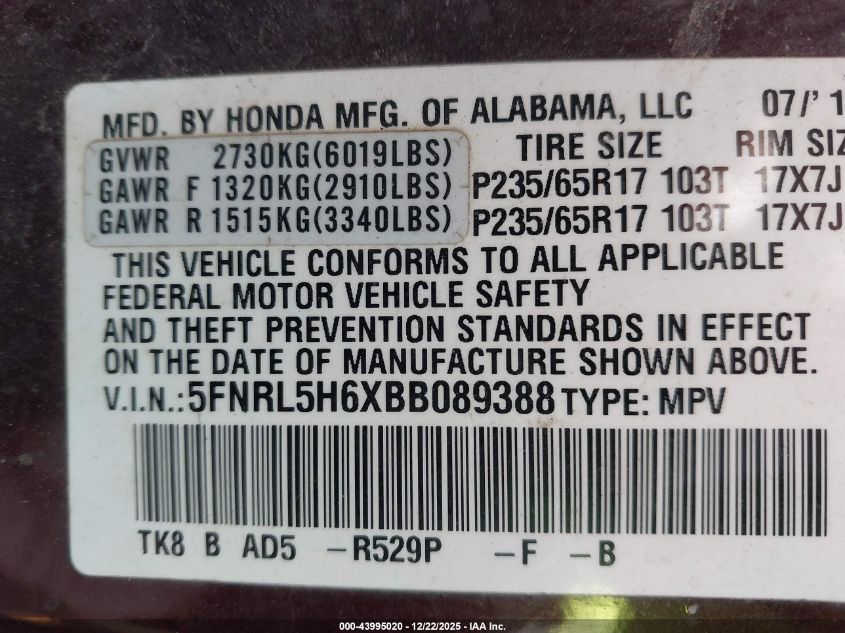 MFD. BY HONDA MFG. OF ALABAMA, LLC 07/'1
GVWR 2730KG(6019LBS) TIRE SIZE RIM SIZ
GAWR F 1320KG(2910LBS) P235/65R17 103T 17X7J
GAWR R 1515KG(3340LBS) P235/65R17 103T 17X7J
THIS VEHICLE CONFORMS TO ALL APPLICABLE
FEDERAL MOTOR VEHICLE SAFETY
AND THEFT PREVENTION STANDARDS IN EFFECT
ON THE DATE OF MANUFACTURE SHOWN ABOVE.
V.I.N.:5FNRL5H6XBB089388 TYPE: MPV
TK8 B AD5 -R529P -F -B
000-43995020 - 12/22/2025 - IAA Inc.